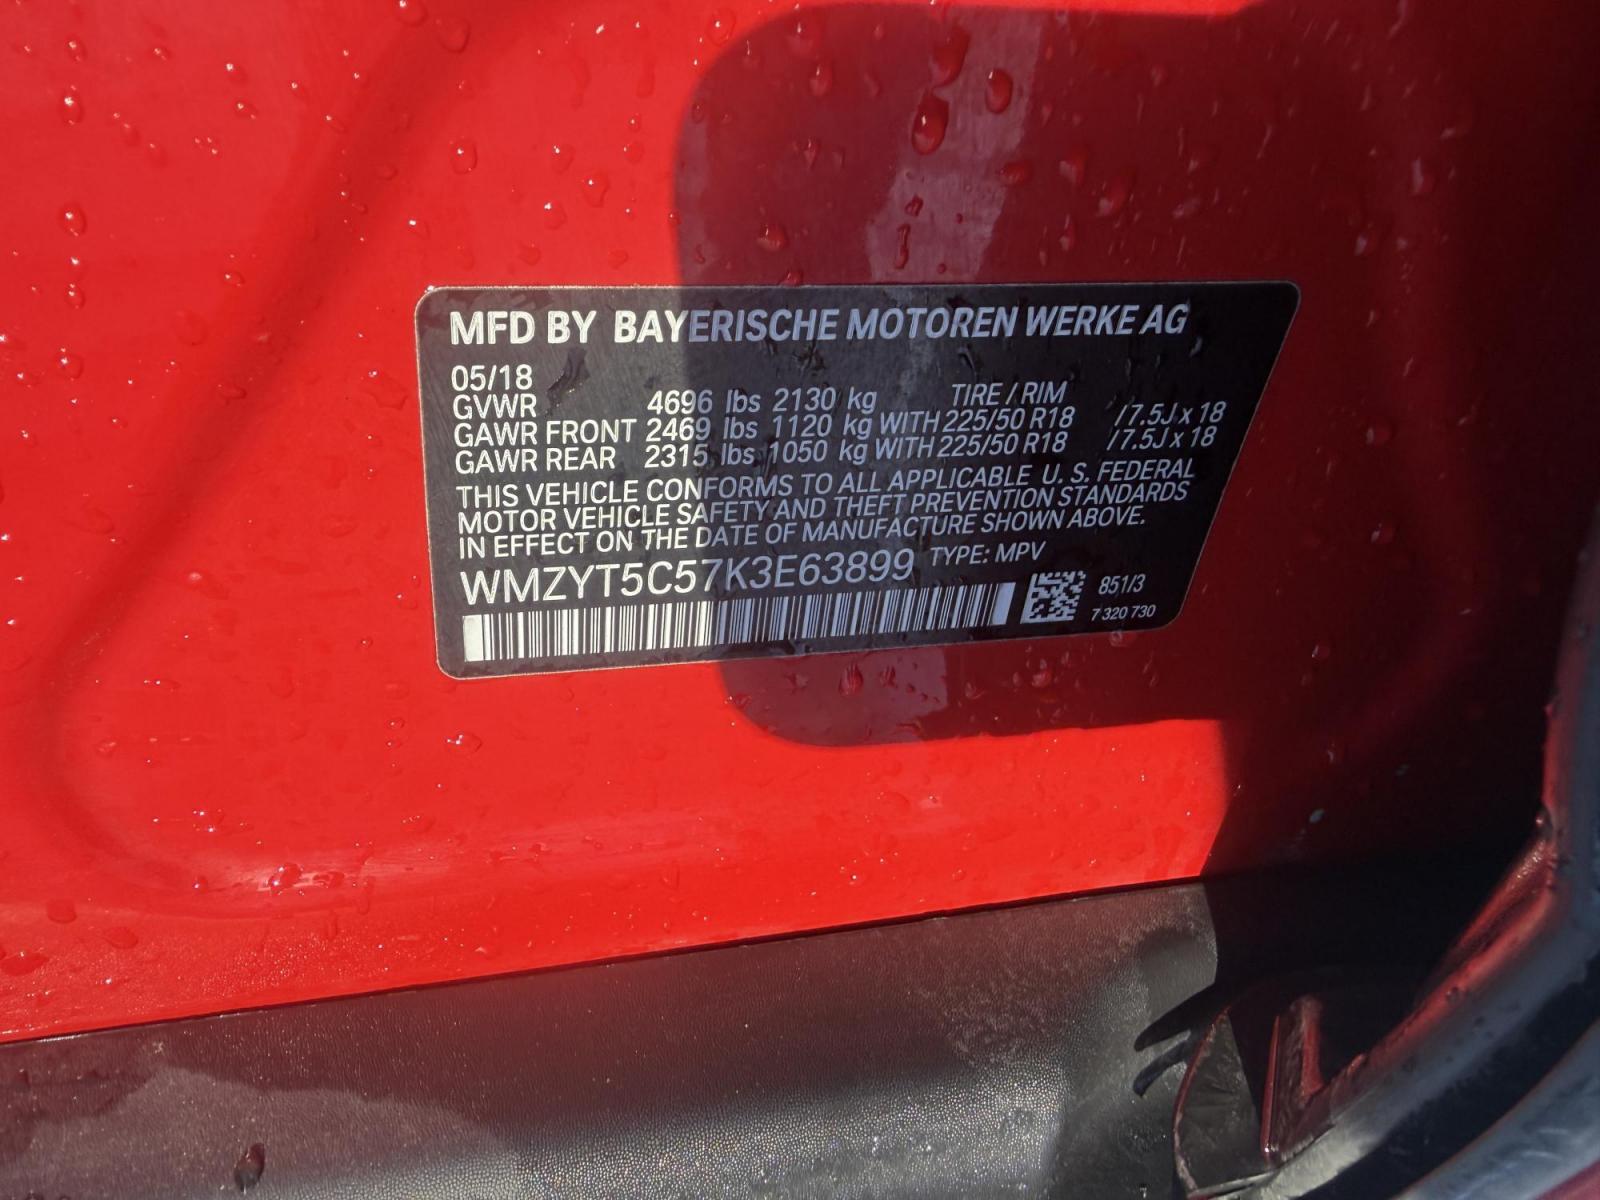 MFD BY BAYERISCHE MOTOREN WERKE AG
05/18
GVWR 4696 lbs 2130 kg TIRE / RIM
GAWR FRONT 2469 lbs 1120 kg WITH 225/50 R18 /7.5J x 18
GAWR REAR 2315 lbs 1050 kg WITH 225/50 R18 /7.5J x 18
THIS VEHICLE CONFORMS TO ALL APPLICABLE U. S. FEDERAL
MOTOR VEHICLE SAFETY AND THEFT PREVENTION STANDARDS
IN EFFECT ON THE DATE OF MANUFACTURE SHOWN ABOVE.
WMZYT5C57K3E63899 TYPE: MPV
851/3
7 320 730